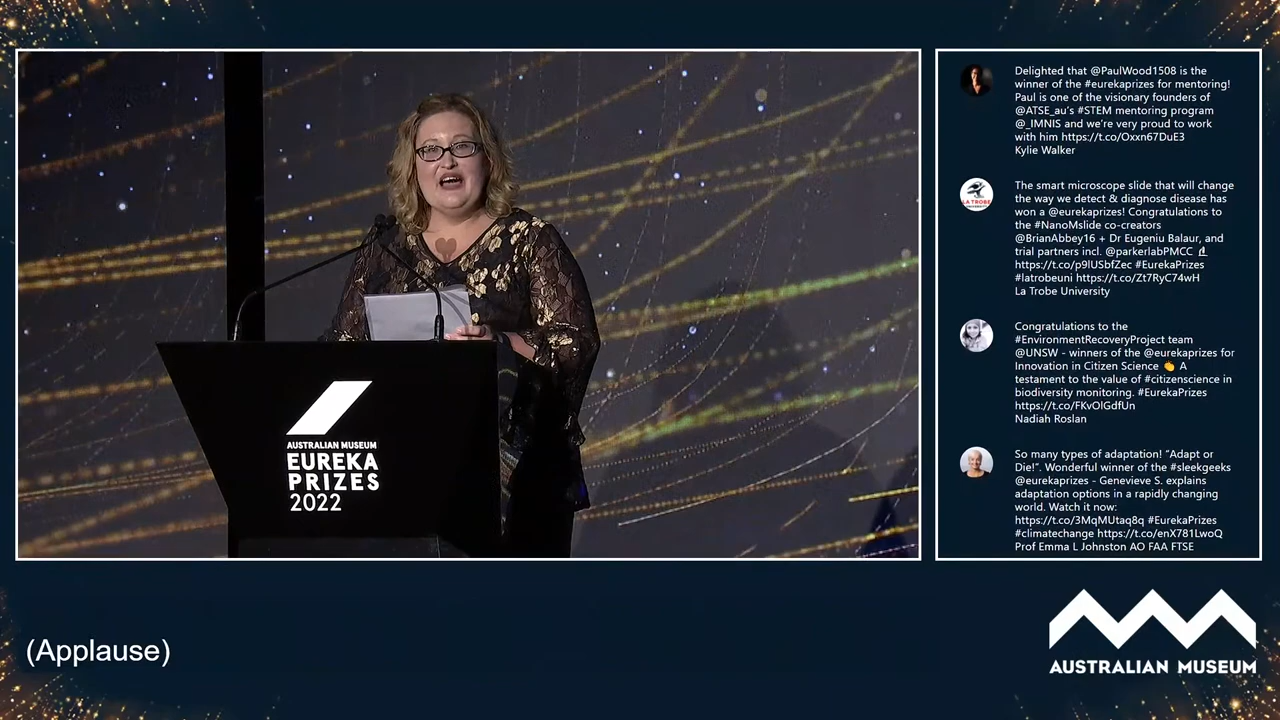 AUSTRALIAN MUSEUM
EUREKA
PRIZES
2022
Delighted that @PaulWood1508 is the
winner of the #eurekaprizes for mentoring!
Paul is one of the visionary founders of
@ATSE_au's #STEM mentoring program
@_IMNIS and we're very proud to work
with him https://t.co/Oxxn67DuE3
Kylie Walker
LA TROBE
UNIVERSITY
The smart microscope slide that will change
the way we detect & diagnose disease has
won a @eurekaprizes! Congratulations to
the #NanoMslide co-creators
@BrianAbbey16 + Dr Eugeniu Balaur, and
trial partners incl. @parkerlabPMCC 🔬
https://t.co/p9lUSbfZec #EurekaPrizes
#latrobeuni https://t.co/Zt7RyC74wH
La Trobe University
Congratulations to the
#EnvironmentRecoveryProject team
@UNSW - winners of the @eurekaprizes for
Innovation in Citizen Science 👏 A
testament to the value of #citizenscience in
biodiversity monitoring. #EurekaPrizes
https://t.co/FKvOlGdfUn
Nadiah Roslan
So many types of adaptation! “Adapt or
Die!”. Wonderful winner of the #sleekgeeks
@eurekaprizes - Genevieve S. explains
adaptation options in a rapidly changing
world. Watch it now:
https://t.co/3MqMUtaq8q #EurekaPrizes
#climatechange https://t.co/enX781LwoQ
Prof Emma L Johnston AO FAA FTSE
(Applause)
AUSTRALIAN MUSEUM